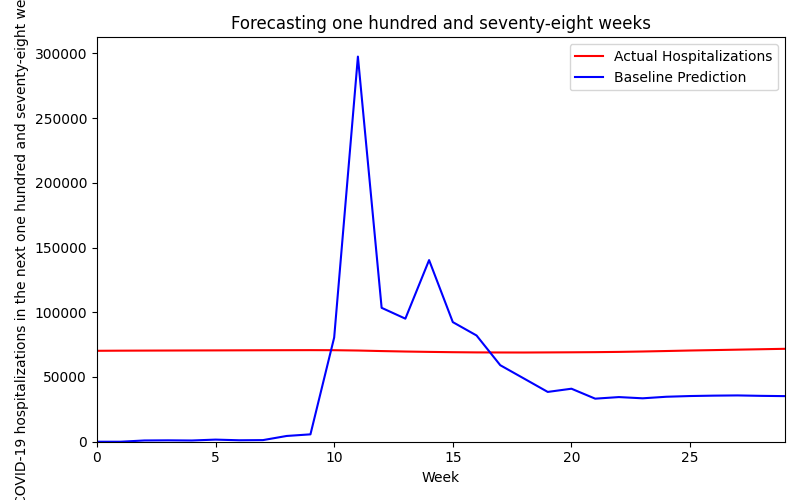 Forecasting one hundred and seventy-eight weeks
COVID-19 hospitalizations in the next one hundred and seventy-eight we
300000
250000
200000
150000
100000
50000
0
Actual Hospitalizations
Baseline Prediction
0 5 10 15 20 25
Week